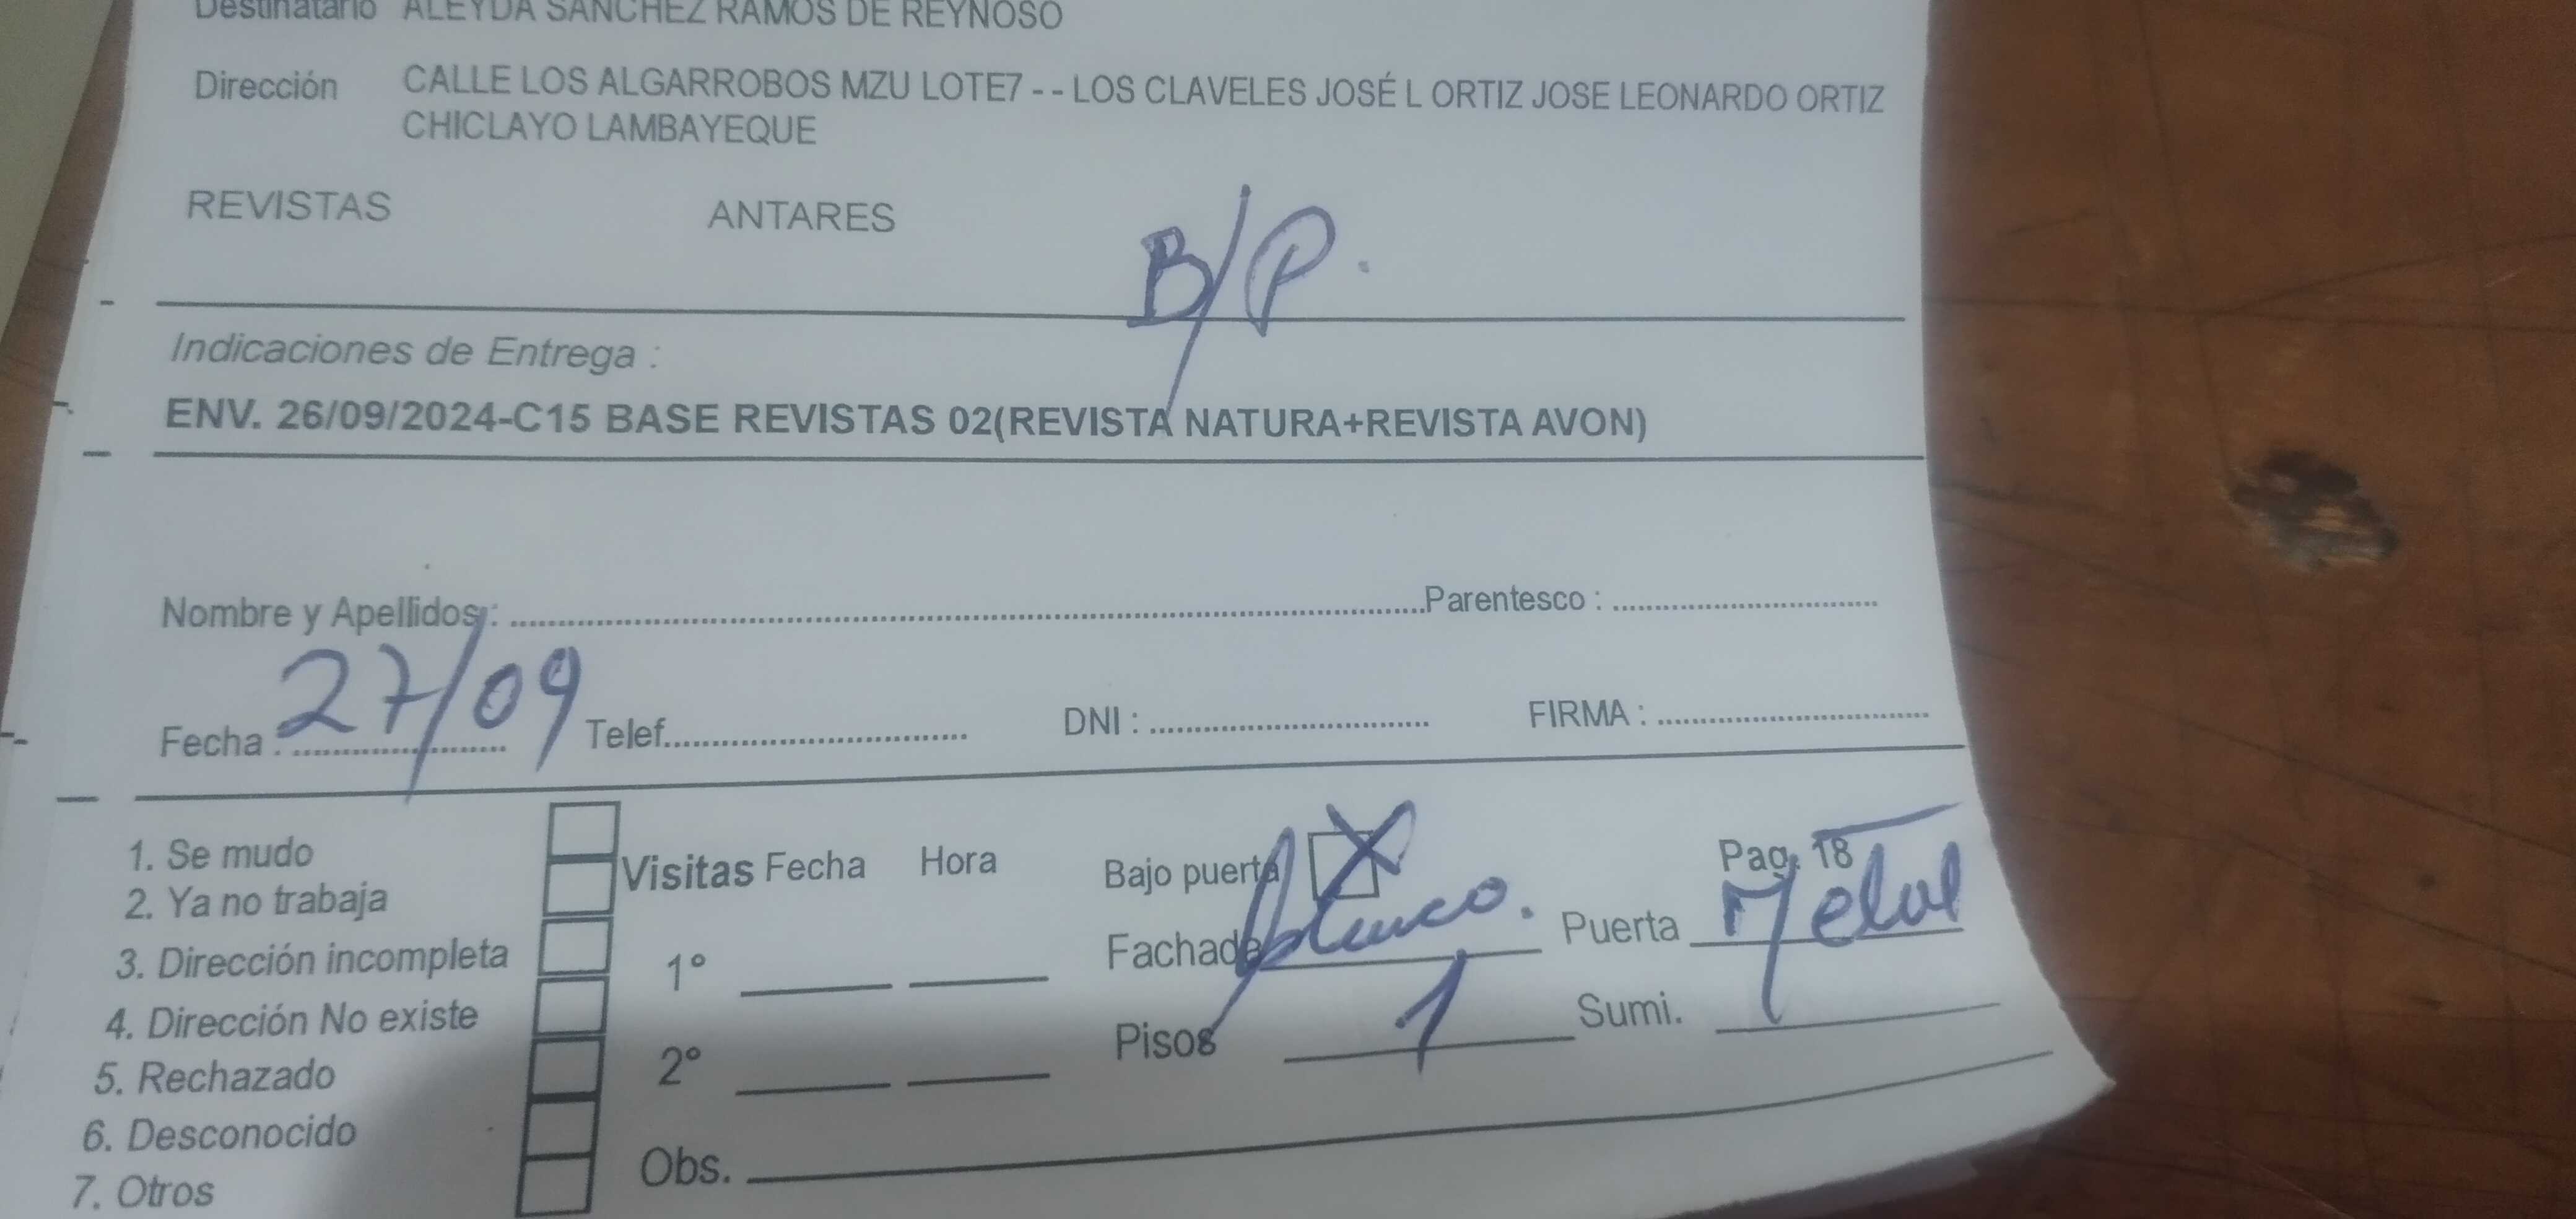 Destinatario ALEYDA SANCHEZ RAMOS DE REYNOSO
Dirección CALLE LOS ALGARROBOS MZU LOTE7 - - LOS CLAVELES JOSÉ L ORTIZ JOSE LEONARDO ORTIZ
CHICLAYO LAMBAYEQUE
REVISTAS ANTARES B/P.
Indicaciones de Entrega :
ENV. 26/09/2024-C15 BASE REVISTAS 02(REVISTA NATURA+REVISTA AVON)
Nombre y Apellidos : Parentesco :
Fecha : 27/09 Telef. DNI : FIRMA :
1. Se mudo
2. Ya no trabaja
3. Dirección incompleta
4. Dirección No existe
5. Rechazado
6. Desconocido
7. Otros
Visitas Fecha Hora
1°
2°
Obs.
Bajo puerta X Pag. 18
Fachada blanco. Puerta Metal
Pisos 1 Sumi.